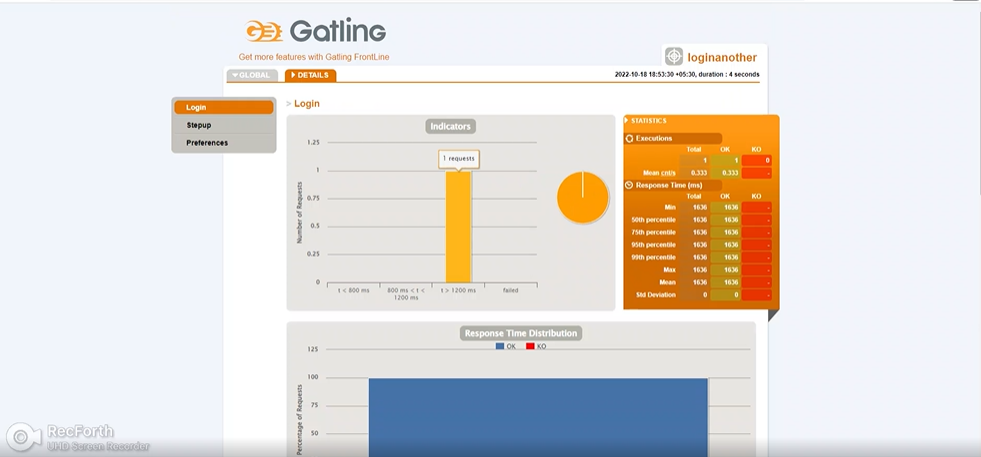 Gatling
Get more features with Gatling FrontLine
loginanother
GLOBAL
DETAILS
2022-10-18 18:53:30 +05:30, duration : 4 seconds
Login
Stepup
Preferences
> Login
Indicators
1.25
1
0.75
0.5
0.25
0
Number of Requests
1 requests
t < 800 ms
800 ms < t <
1200 ms
t > 1200 ms
failed
STATISTICS
Executions
Total OK KO
1 1 0
Mean cnt/s 0.333 0.333 -
Response Time (ms)
Total OK KO
Min 1636 1636 -
50th percentile 1636 1636 -
75th percentile 1636 1636 -
95th percentile 1636 1636 -
99th percentile 1636 1636 -
Max 1636 1636 -
Mean 1636 1636 -
Std Deviation 0 0 -
Response Time Distribution
OK KO
125
100
75
50
Percentage of Requests
RecForth
UHD Screen Recorder